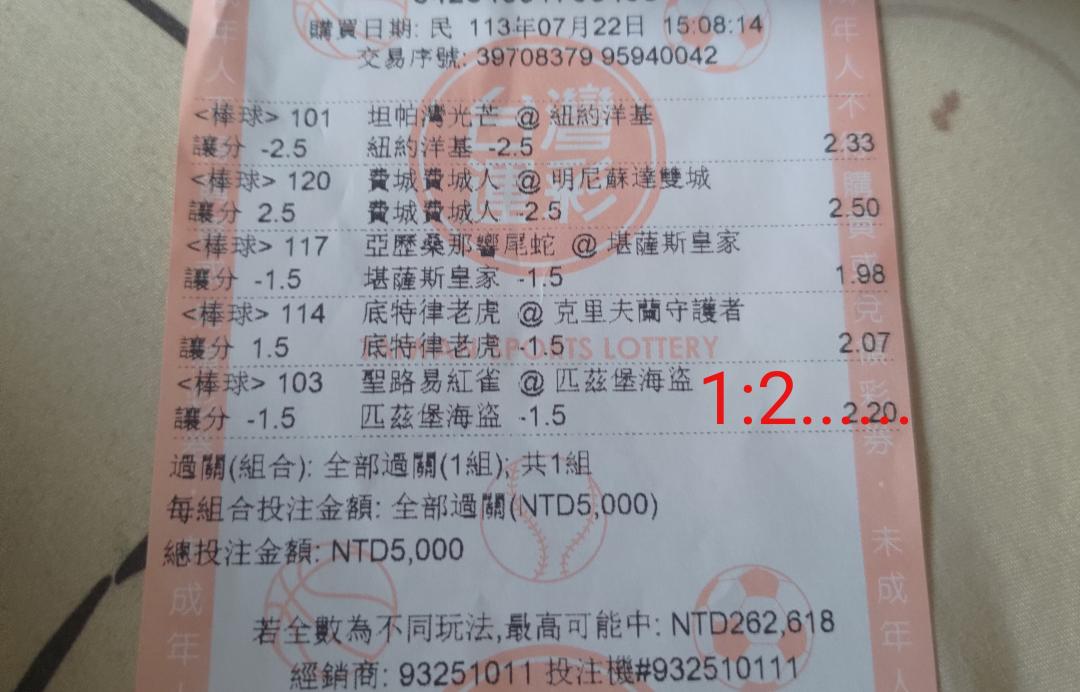 購買日期: 民 113年07月22日 15:08:14
交易序號: 39708379 95940042
<棒球> 101 坦帕灣光芒 @ 紐約洋基
讓分 -2.5 紐約洋基 -2.5 2.33
<棒球> 120 費城費城人 @ 明尼蘇達雙城
讓分 2.5 費城費城人 -2.5 2.50
<棒球> 117 亞歷桑那響尾蛇 @ 堪薩斯皇家
讓分 -1.5 堪薩斯皇家 -1.5 1.98
<棒球> 114 底特律老虎 @ 克里夫蘭守護者
讓分 1.5 底特律老虎 -1.5 2.07
SPORTS LOTTERY
<棒球> 103 聖路易紅雀 @ 匹茲堡海盜 1:2......
讓分 -1.5 匹茲堡海盜 -1.5 2.20
過關(組合): 全部過關(1組); 共1組
每組合投注金額: 全部過關(NTD5,000)
總投注金額: NTD5,000
若全數為不同玩法,最高可能中: NTD262,618
經銷商: 93251011 投注機#932510111
台灣
運彩
未成年人